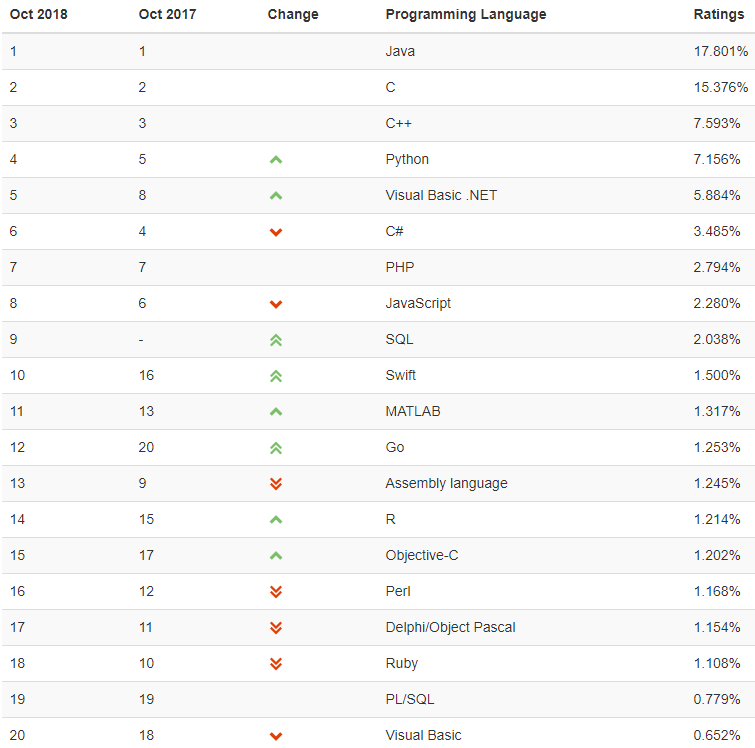 Oct 2018 Oct 2017 Change Programming Language Ratings
1 1 Java 17.801%
2 2 C 15.376%
3 3 C++ 7.593%
4 5 Python 7.156%
5 8 Visual Basic .NET 5.884%
6 4 C# 3.485%
7 7 PHP 2.794%
8 6 JavaScript 2.280%
9 - SQL 2.038%
10 16 Swift 1.500%
11 13 MATLAB 1.317%
12 20 Go 1.253%
13 9 Assembly language 1.245%
14 15 R 1.214%
15 17 Objective-C 1.202%
16 12 Perl 1.168%
17 11 Delphi/Object Pascal 1.154%
18 10 Ruby 1.108%
19 19 PL/SQL 0.779%
20 18 Visual Basic 0.652%